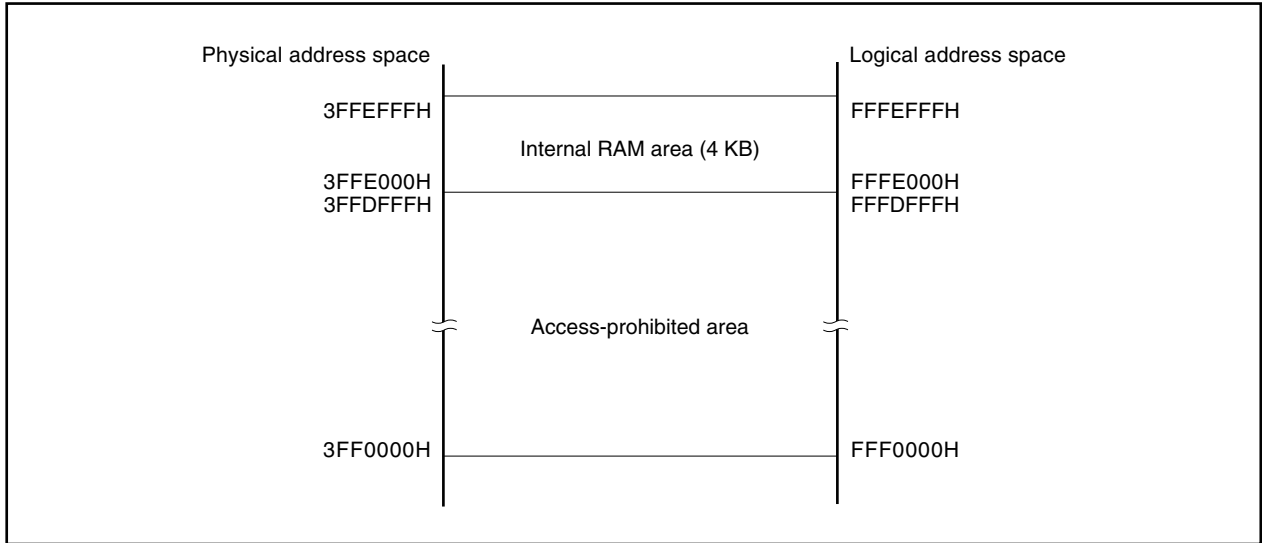 Physical address space
Logical address space
3FFEFFFH
FFFEFFFH
Internal RAM area (4 KB)
3FFE000H
FFFE000H
3FFDFFFH
FFFDFFFH
Access-prohibited area
3FF0000H
FFF0000H